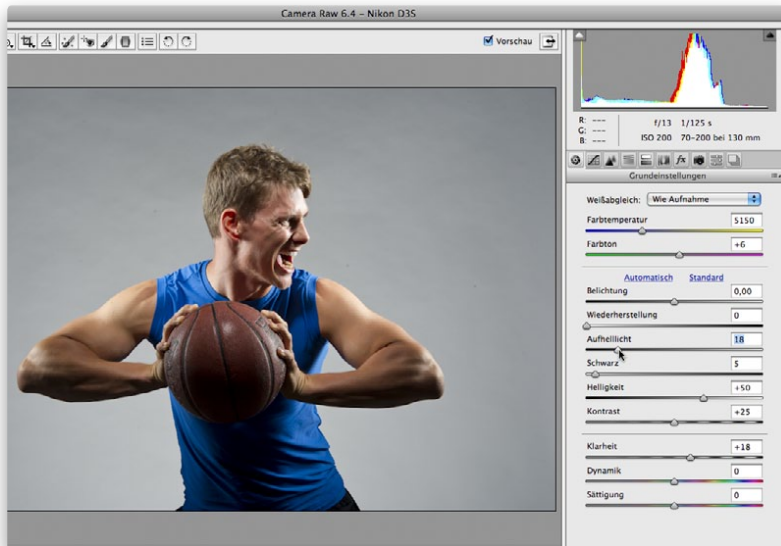 Camera Raw 6.4 – Nikon D3S
Vorschau
R: ---
G: ---
B: ---
f/13 1/125 s
ISO 200 70–200 bei 130 mm
fx
Grundeinstellungen
Weißabgleich: Wie Aufnahme
Farbtemperatur 5150
Farbton +6
Automatisch Standard
Belichtung 0,00
Wiederherstellung 0
Aufhelllicht 18
Schwarz 5
Helligkeit +50
Kontrast +25
Klarheit +18
Dynamik 0
Sättigung 0